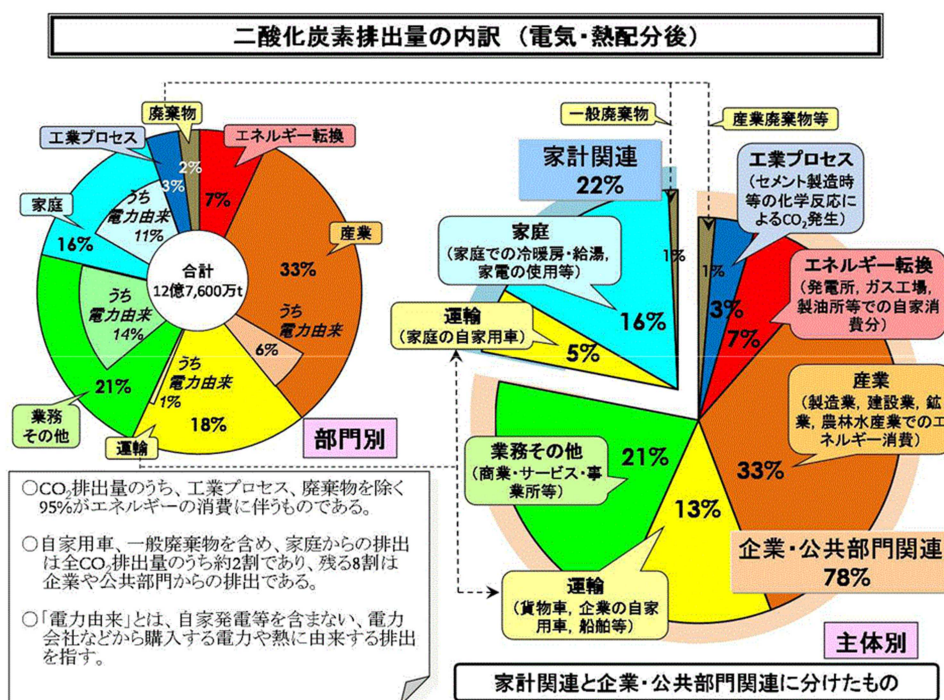 二酸化炭素排出量の内訳 （電気・熱配分後）
廃棄物
工業プロセス
エネルギー転換
2%
3%
7%
家庭
16%
うち
電力由来
11%
産業
33%
合計
12億7,600万t
うち
電力由来
14%
うち
電力由来
6%
うち
電力由来
1%
21%
18%
業務
その他
運輸
部門別
一般廃棄物
産業廃棄物等
家計関連
22%
工業プロセス
（セメント製造時
等の化学反応に
よるCO₂発生）
家庭
（家庭での冷暖房・給湯，
家電の使用等）
1%
1%
エネルギー転換
（発電所，ガス工場，
製油所等での自家消
費分）
3%
7%
16%
運輸
（家庭の自家用車）
5%
産業
（製造業，建設業，鉱
業，農林水産業でのエ
ネルギー消費）
33%
業務その他
（商業・サービス・事
業所等）
21%
13%
企業・公共部門関連
78%
運輸
（貨物車，企業の自家
用車，船舶等）
主体別
家計関連と企業・公共部門関連に分けたもの
○CO₂排出量のうち、工業プロセス、廃棄物を除く
95%がエネルギーの消費に伴うものである。
○自家用車、一般廃棄物を含め、家庭からの排出
は全CO₂排出量のうち約2割であり、残る8割は
企業や公共部門からの排出である。
○「電力由来」とは、自家発電等を含まない、電力
会社などから購入する電力や熱に由来する排出
を指す。